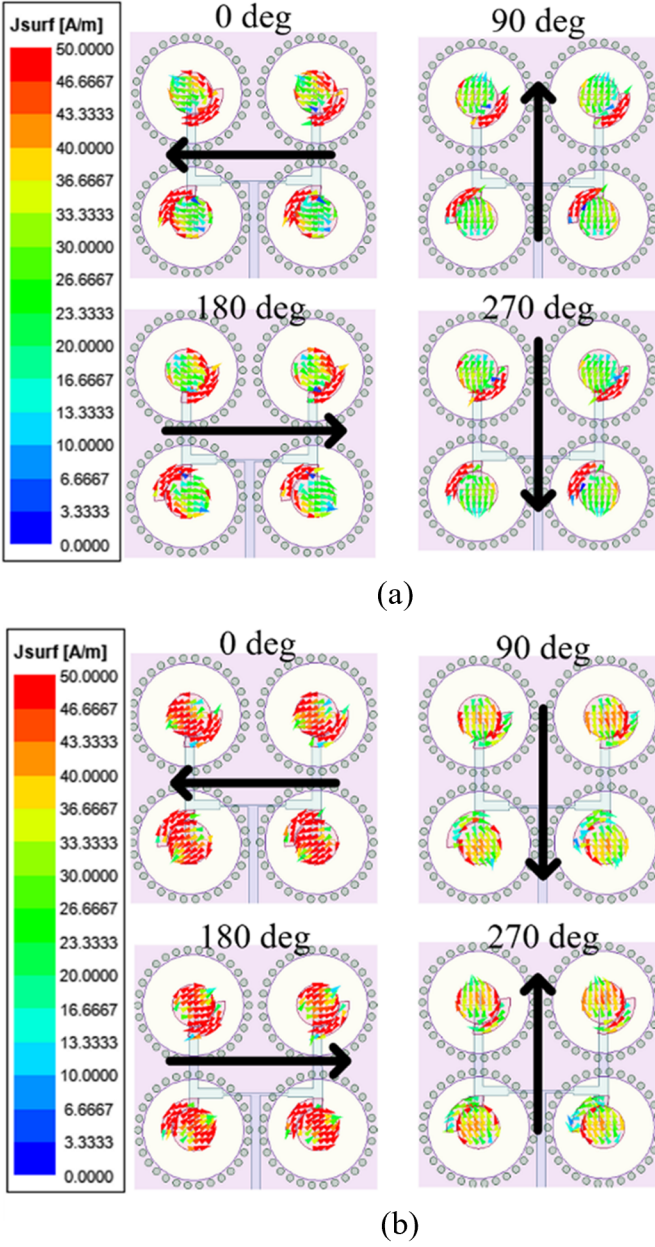 Jsurf [A/m]
50.0000
46.6667
43.3333
40.0000
36.6667
33.3333
30.0000
26.6667
23.3333
20.0000
16.6667
13.3333
10.0000
6.6667
3.3333
0.0000
0 deg
90 deg
180 deg
270 deg
(a)
Jsurf [A/m]
50.0000
46.6667
43.3333
40.0000
36.6667
33.3333
30.0000
26.6667
23.3333
20.0000
16.6667
13.3333
10.0000
6.6667
3.3333
0.0000
0 deg
90 deg
180 deg
270 deg
(b)